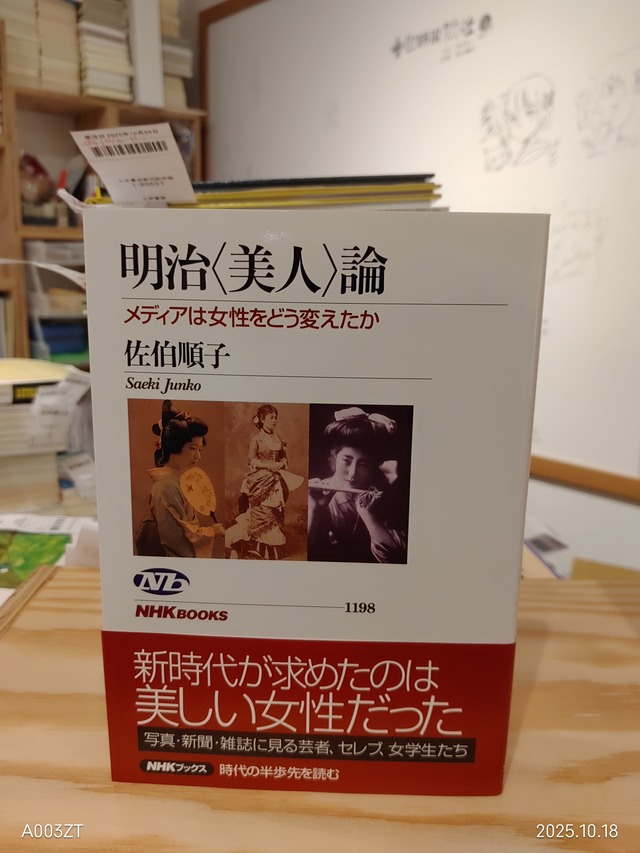 明治〈美人〉論
メディアは女性をどう変えたか
佐伯順子
Saeki Junko
Nb
NHKBOOKS
1198
新時代が求めたのは
美しい女性だった
写真・新聞・雑誌に見る芸者、セレブ、女学生たち
NHKブックス 時代の半歩先を読む
A003ZT
2025.10.18